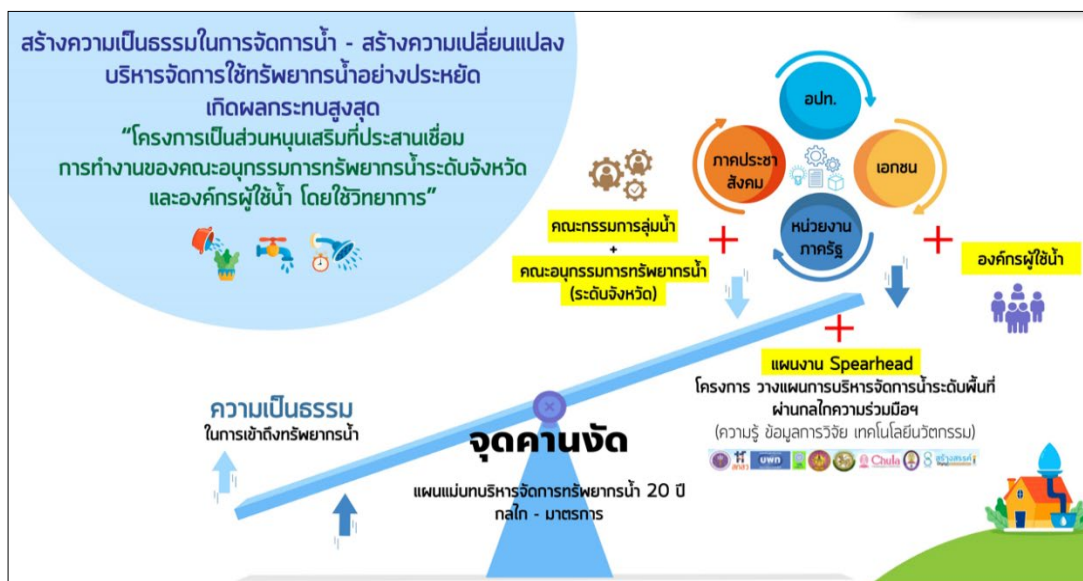 สร้างความเป็นธรรมในการจัดการน้ำ - สร้างความเปลี่ยนแปลง
บริหารจัดการใช้ทรัพยากรน้ำอย่างประหยัด
เกิดผลกระทบสูงสุด
“โครงการเป็นส่วนหนุนเสริมที่ประสานเชื่อม
การทำงานของคณะอนุกรรมการทรัพยากรน้ำระดับจังหวัด
และองค์กรผู้ใช้น้ำ โดยใช้วิทยาการ”
อปท.
ภาคประชา
สังคม
เอกชน
หน่วยงาน
ภาครัฐ
คณะกรรมการลุ่มน้ำ
+
คณะอนุกรรมการทรัพยากรน้ำ
(ระดับจังหวัด)
องค์กรผู้ใช้น้ำ
แผนงาน Spearhead
โครงการ วางแผนการบริหารจัดการน้ำระดับพื้นที่
ผ่านกลไกความร่วมมือฯ
(ความรู้ ข้อมูลการวิจัย เทคโนโลยีนวัตกรรม)
สกสว บพท Chula สร้างสรรค์
ความเป็นธรรม
ในการเข้าถึงทรัพยากรน้ำ
จุดคานงัด
แผนแม่บทบริหารจัดการทรัพยากรน้ำ 20 ปี
กลไก - มาตรการ